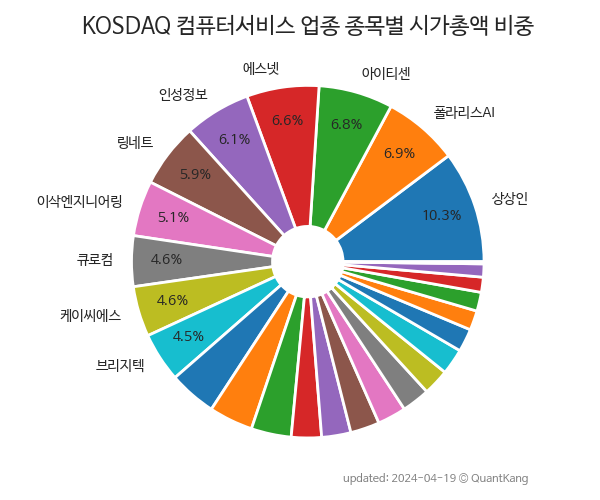 KOSDAQ 컴퓨터서비스 업종 종목별 시가총액 비중
상상인
10.3%
폴라리스AI
6.9%
아이티센
6.8%
에스넷
6.6%
인성정보
6.1%
링네트
5.9%
이삭엔지니어링
5.1%
큐로컴
4.6%
케이씨에스
4.6%
브리지텍
4.5%
updated: 2024-04-19 © QuantKang